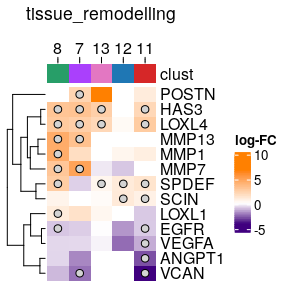 tissue_remodelling
8 7 13 12 11
clust
POSTN
HAS3
LOXL4
MMP13
MMP1
MMP7
SPDEF
SCIN
LOXL1
EGFR
VEGFA
ANGPT1
VCAN
log-FC
10
5
0
-5